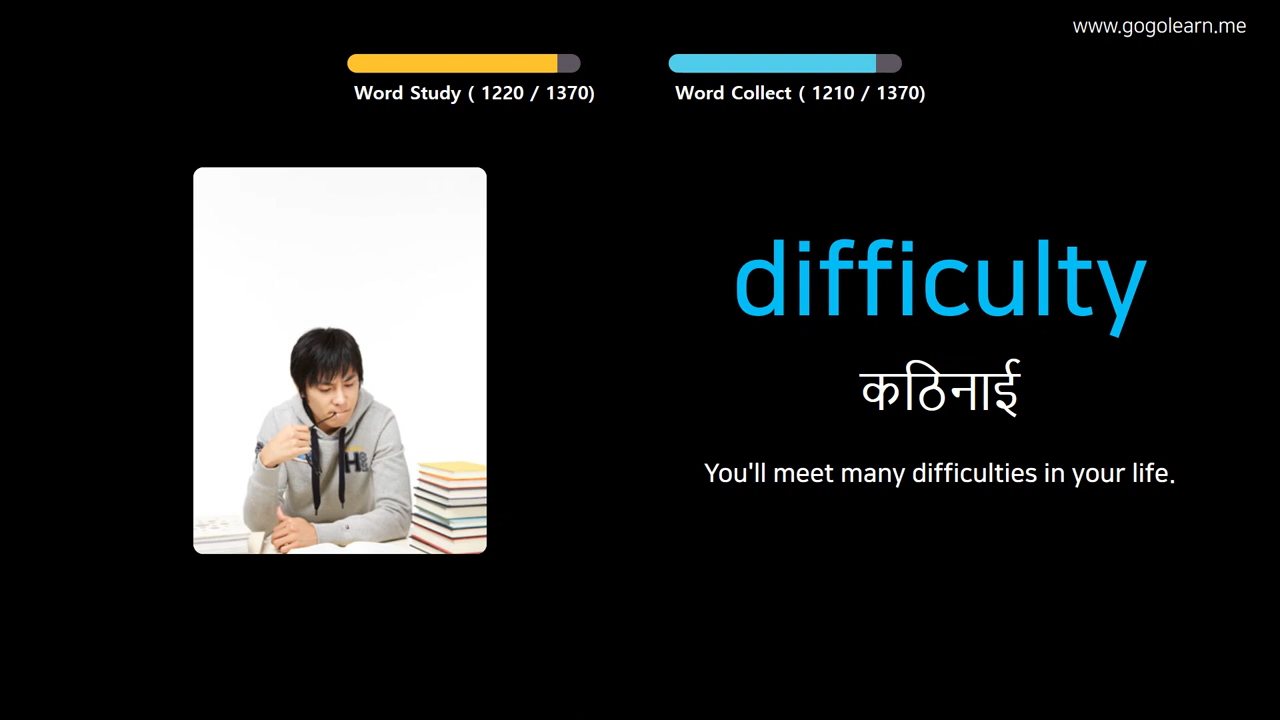 www.gogolearn.me
Word Study ( 1220 / 1370)
Word Collect ( 1210 / 1370)
difficulty
कठिनाई
You'll meet many difficulties in your life.
H